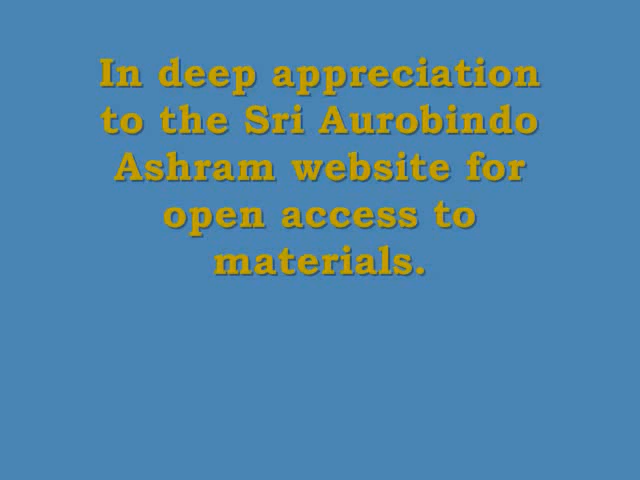 In deep appreciation
to the Sri Aurobindo
Ashram website for
open access to
materials.